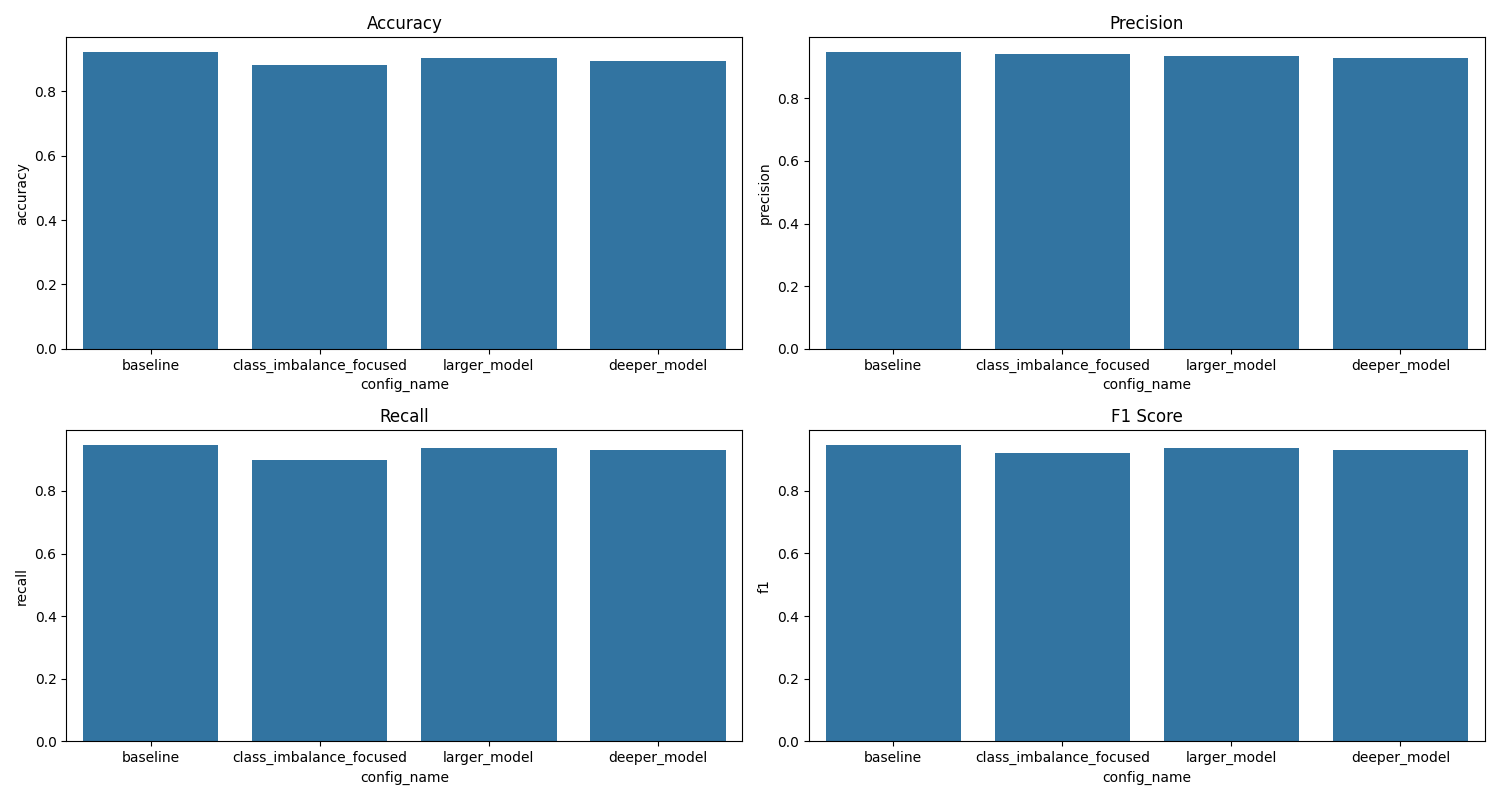 Accuracy
accuracy
0.8
0.6
0.4
0.2
0.0
baseline class_imbalance_focused larger_model deeper_model
config_name
Precision
precision
0.8
0.6
0.4
0.2
0.0
baseline class_imbalance_focused larger_model deeper_model
config_name
Recall
recall
0.8
0.6
0.4
0.2
0.0
baseline class_imbalance_focused larger_model deeper_model
config_name
F1 Score
f1
0.8
0.6
0.4
0.2
0.0
baseline class_imbalance_focused larger_model deeper_model
config_name